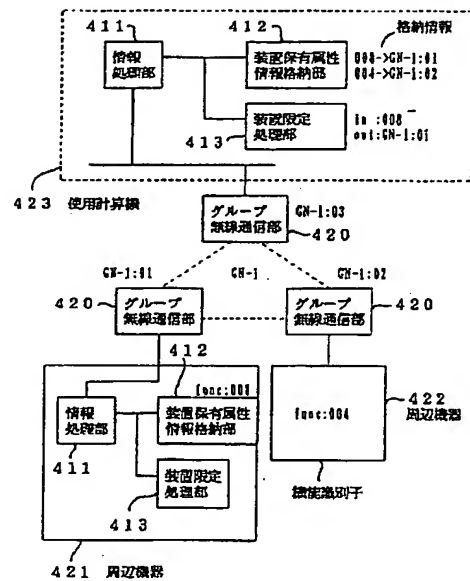 411
412
格納情報
情報
処理部
装置保有属性
情報格納部
008->GN-1:01
004->GN-1:02
装置限定
処理部
in :008
out:GN-1:01
413
423 使用計算機
グループ
無線通信部
GN-1:03
420
GN-1:01
GN-1
GN-1:02
420
グループ
無線通信部
グループ
無線通信部
420
412
func:008
情報
処理部
装置保有属性
情報格納部
411
装置限定
処理部
413
func:004
422
周辺機器
機能識別子
421 周辺機器